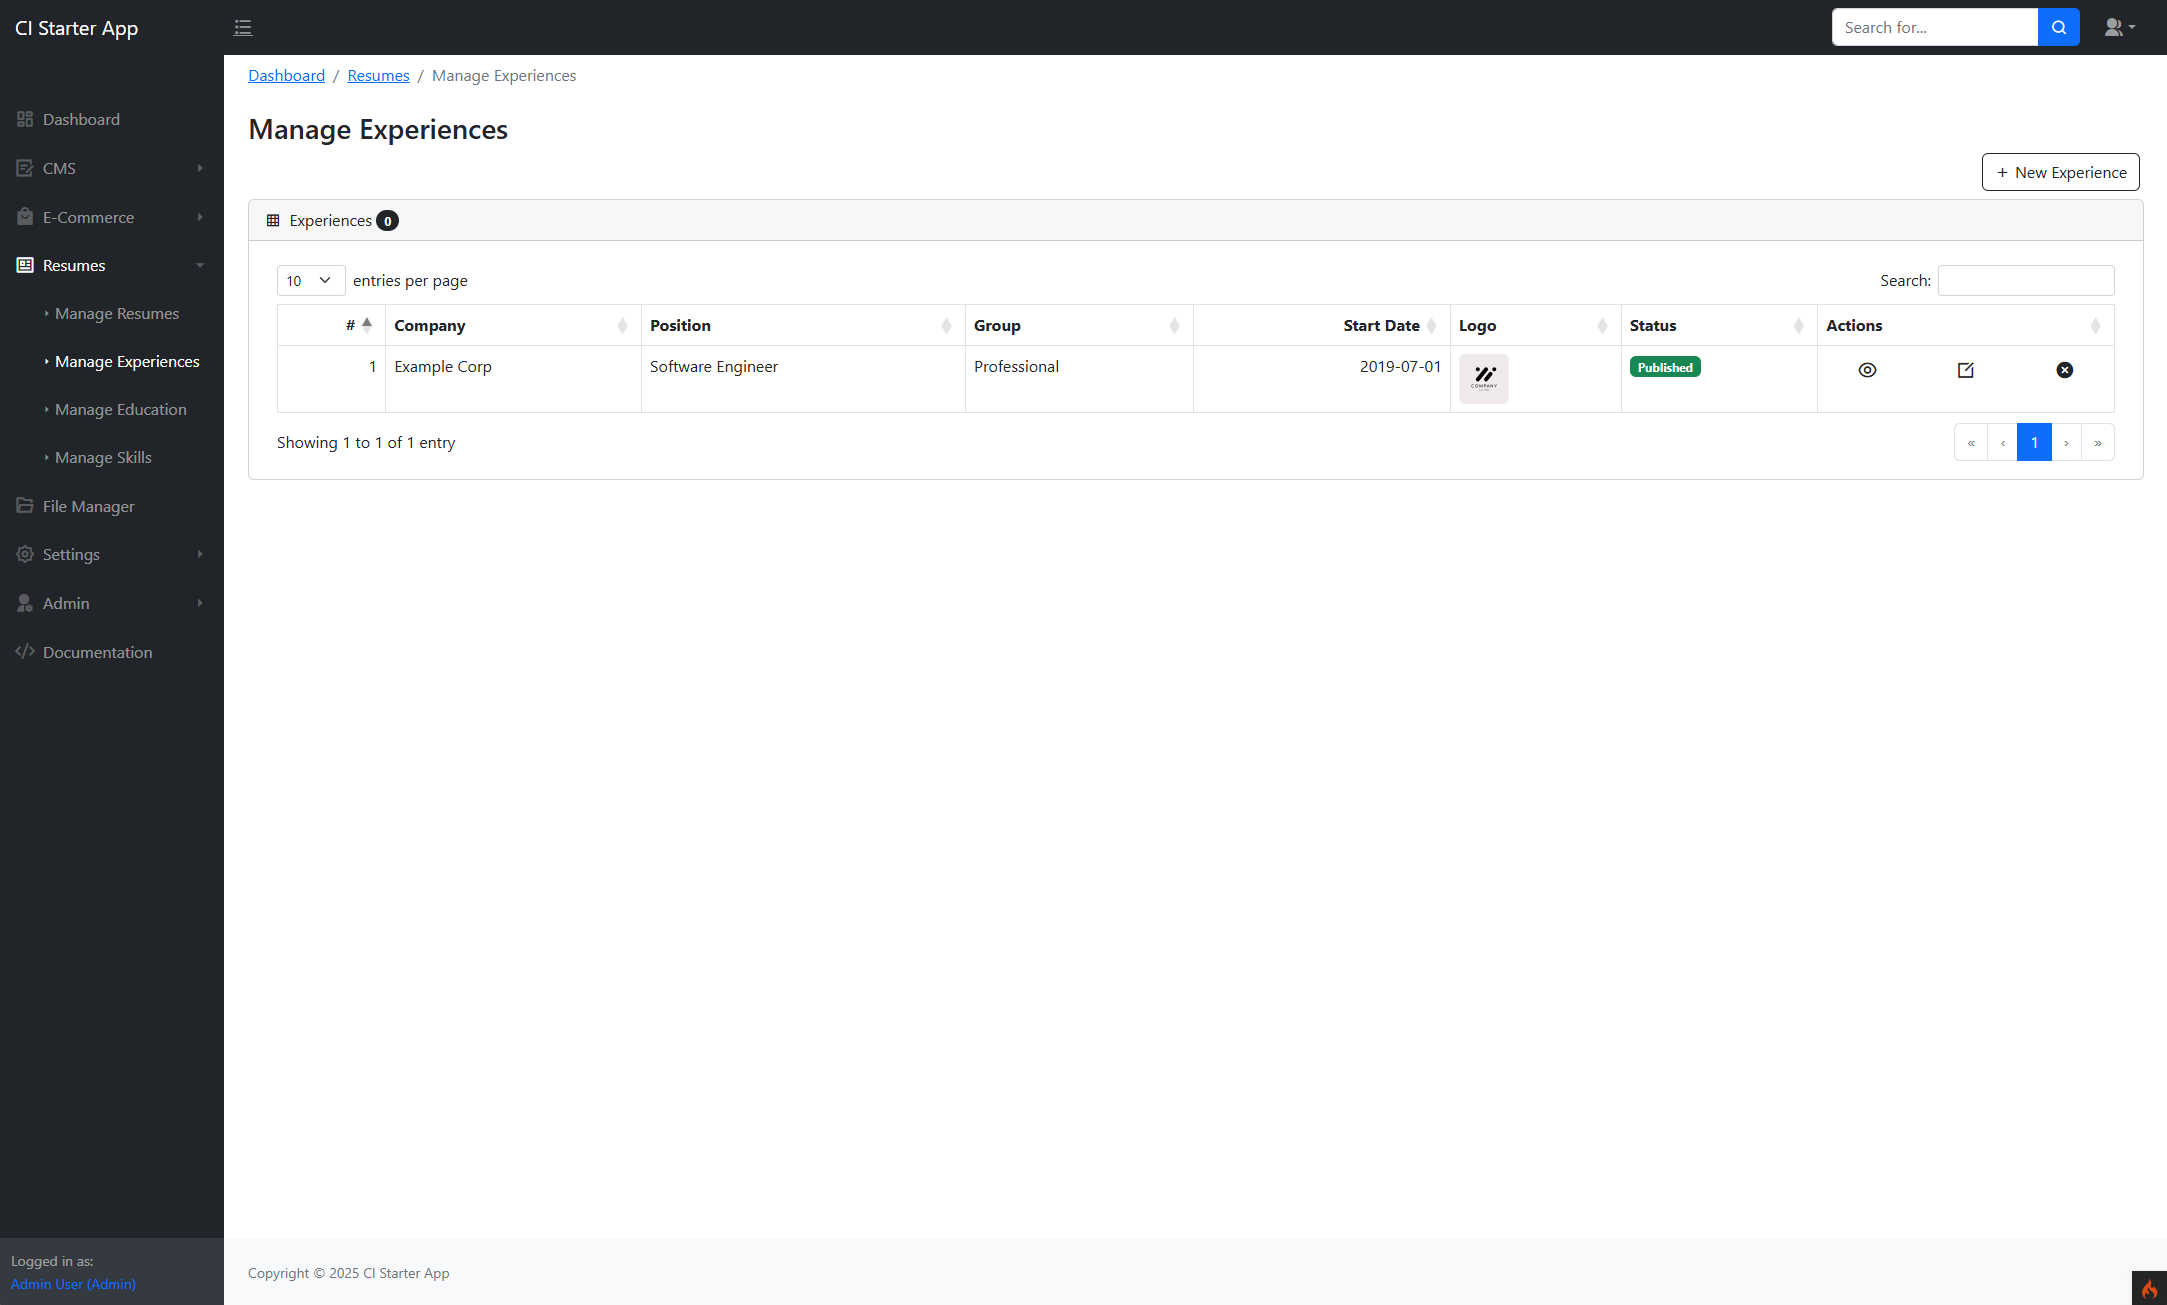 CI Starter App
Search for...
Dashboard / Resumes / Manage Experiences
Dashboard
CMS
E-Commerce
Resumes
Manage Resumes
Manage Experiences
Manage Education
Manage Skills
File Manager
Settings
Admin
Documentation
Manage Experiences
+ New Experience
Experiences 0
10 entries per page
Search:
# Company Position Group Start Date Logo Status Actions
1 Example Corp Software Engineer Professional 2019-07-01 COMPANY Published
Showing 1 to 1 of 1 entry
« ‹ 1 › »
Logged in as:
Admin User (Admin)
Copyright © 2025 CI Starter App